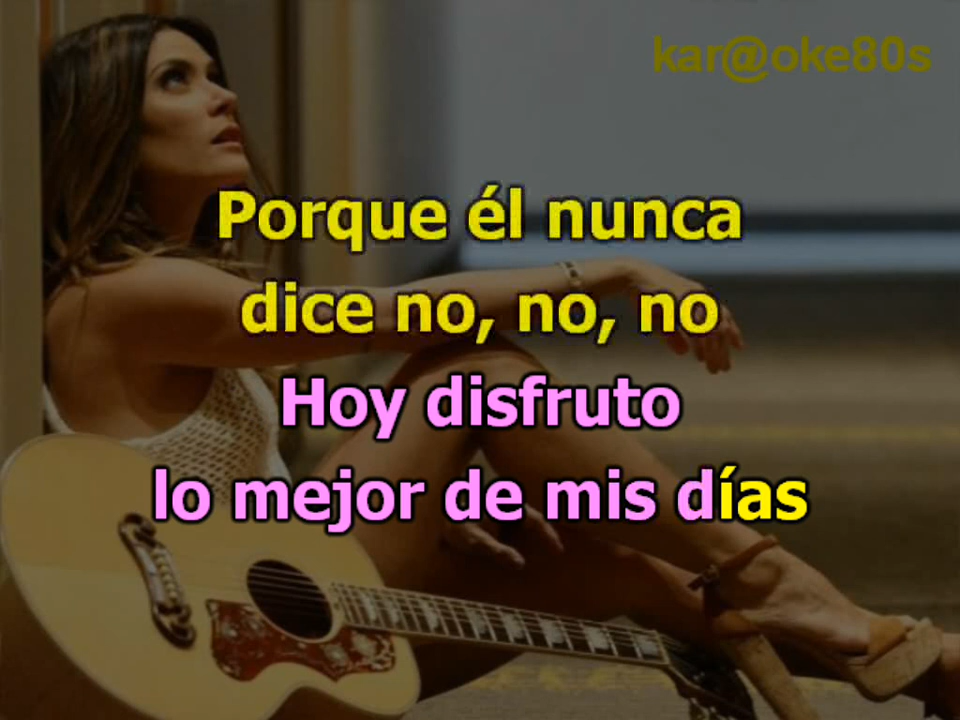 kar@oke80s
Porque él nunca
dice no, no, no
Hoy disfruto
lo mejor de mis días